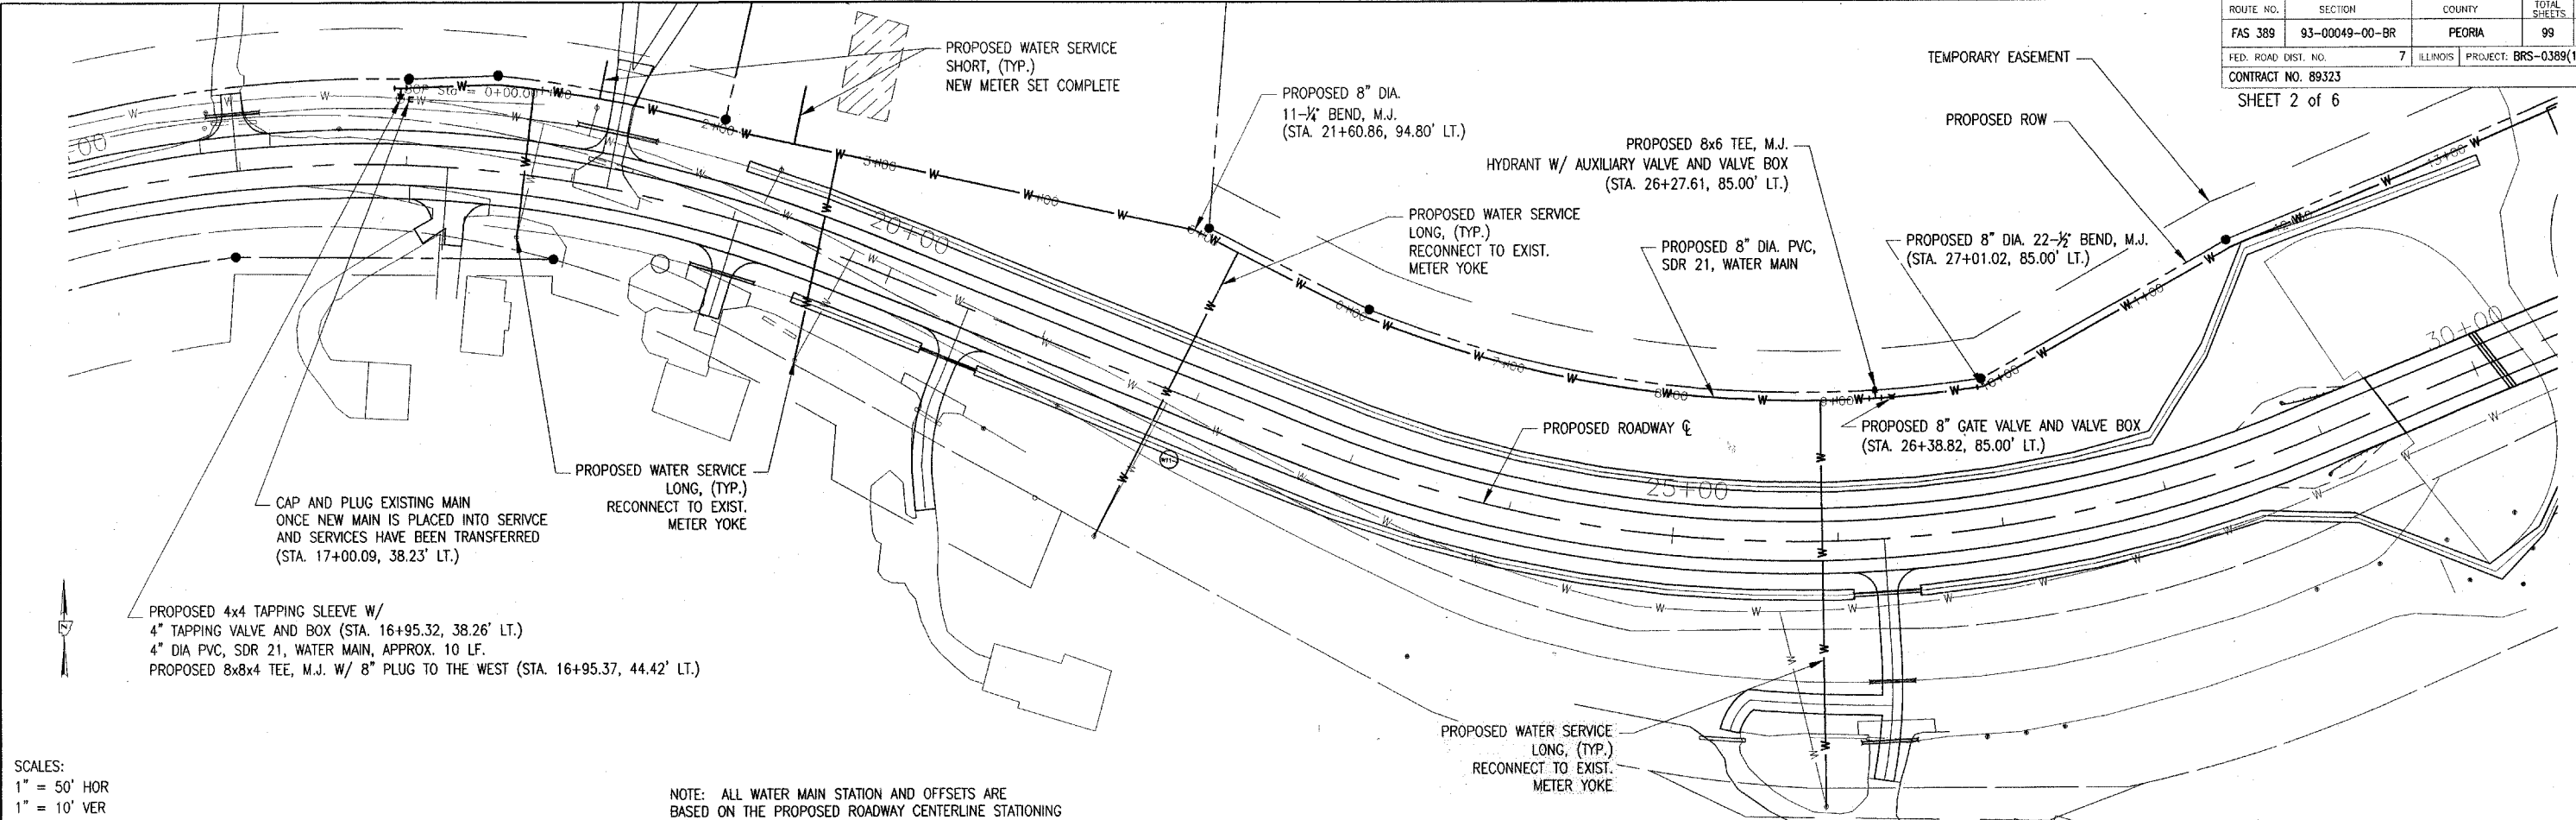 ROUTE NO. SECTION COUNTY TOTAL SHEETS
FAS 389 93-00049-00-BR PEORIA 99
FED. ROAD DIST. NO. 7 ILLINOIS PROJECT: BRS-0389(1
CONTRACT NO. 89323
SHEET 2 of 6
PROPOSED WATER SERVICE
SHORT, (TYP.)
NEW METER SET COMPLETE
TEMPORARY EASEMENT
PROPOSED 8" DIA.
11-¼° BEND, M.J.
(STA. 21+60.86, 94.80' LT.)
PROPOSED ROW
PROPOSED 8x6 TEE, M.J.
HYDRANT W/ AUXILIARY VALVE AND VALVE BOX
(STA. 26+27.61, 85.00' LT.)
PROPOSED WATER SERVICE
LONG, (TYP.)
RECONNECT TO EXIST.
METER YOKE
PROPOSED 8" DIA. PVC,
SDR 21, WATER MAIN
PROPOSED 8" DIA. 22-½° BEND, M.J.
(STA. 27+01.02, 85.00' LT.)
20+00
30+00
25+00
PROPOSED ROADWAY ℄
PROPOSED 8" GATE VALVE AND VALVE BOX
(STA. 26+38.82, 85.00' LT.)
PROPOSED WATER SERVICE
LONG, (TYP.)
RECONNECT TO EXIST.
METER YOKE
CAP AND PLUG EXISTING MAIN
ONCE NEW MAIN IS PLACED INTO SERIVCE
AND SERVICES HAVE BEEN TRANSFERRED
(STA. 17+00.09, 38.23' LT.)
PROPOSED 4x4 TAPPING SLEEVE W/
4" TAPPING VALVE AND BOX (STA. 16+95.32, 38.26' LT.)
4" DIA PVC, SDR 21, WATER MAIN, APPROX. 10 LF.
PROPOSED 8x8x4 TEE, M.J. W/ 8" PLUG TO THE WEST (STA. 16+95.37, 44.42' LT.)
PROPOSED WATER SERVICE
LONG, (TYP.)
RECONNECT TO EXIST.
METER YOKE
SCALES:
1" = 50' HOR
1" = 10' VER
NOTE: ALL WATER MAIN STATION AND OFFSETS ARE
BASED ON THE PROPOSED ROADWAY CENTERLINE STATIONING